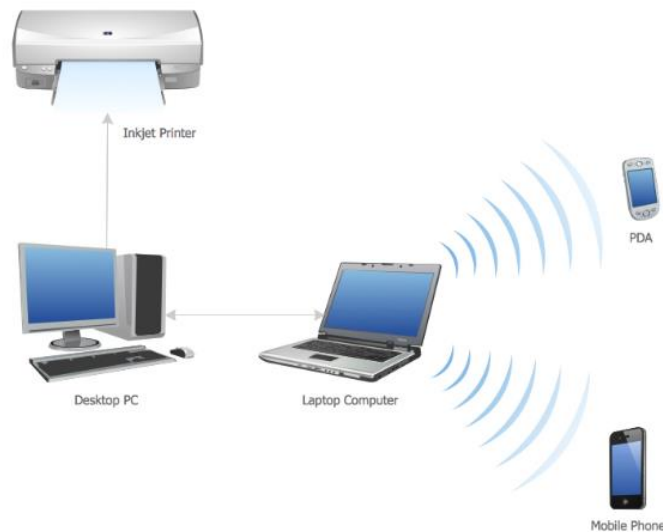 Inkjet Printer
PDA
Desktop PC
Laptop Computer
Mobile Phone